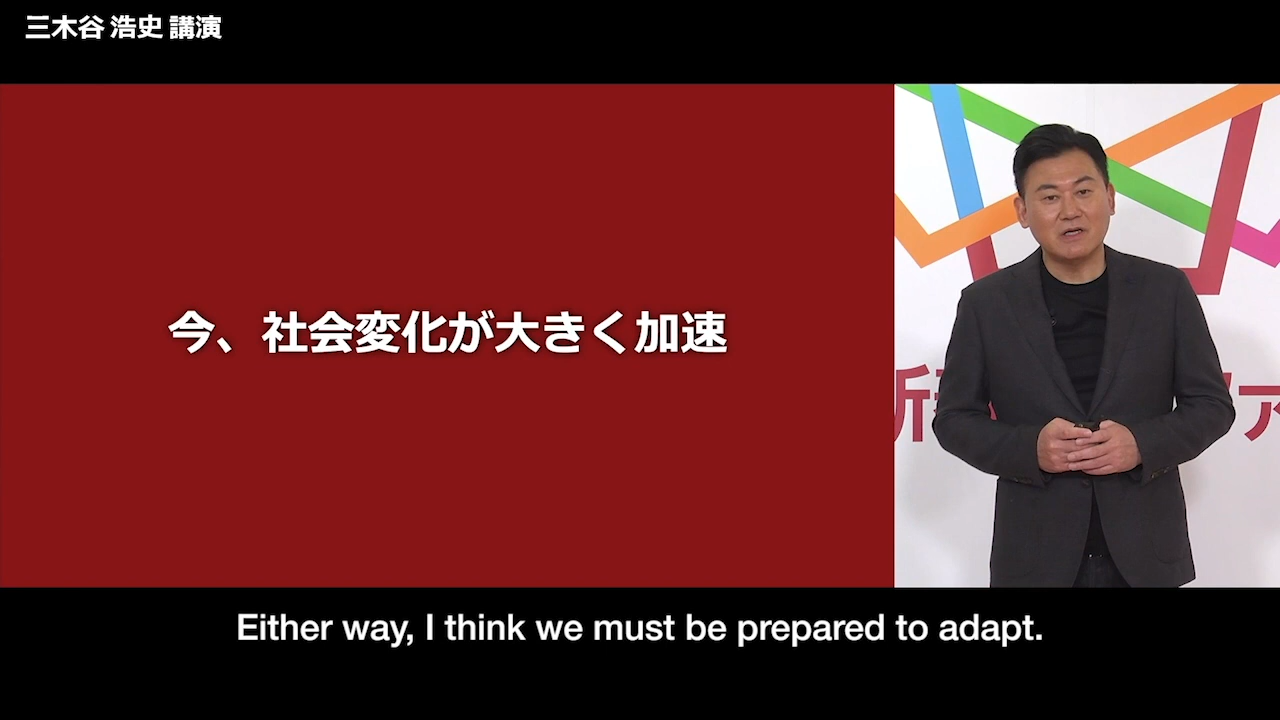 三木谷 浩史 講演
今、社会変化が大きく加速
Either way, I think we must be prepared to adapt.